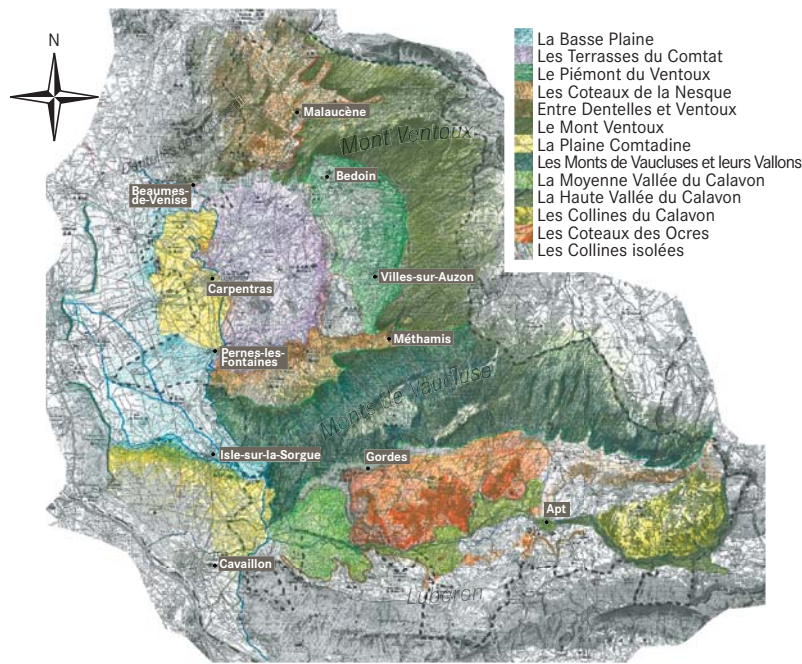 N
La Basse Plaine
Les Terrasses du Comtat
Le Piémont du Ventoux
Les Coteaux de la Nesque
Entre Dentelles et Ventoux
Le Mont Ventoux
La Plaine Comtadine
Les Monts de Vaucluses et leurs Vallons
La Moyenne Vallée du Calavon
La Haute Vallée du Calavon
Les Collines du Calavon
Les Coteaux des Ocres
Les Collines isolées
Malaucène
Mont Ventoux
Bedoin
Beaumes-
de-Venise
Villes-sur-Auzon
Carpentras
Méthamis
Pernes-les-
Fontaines
Monts de Vaucluse
Isle-sur-la-Sorgue
Gordes
Apt
Cavaillon
Luberon